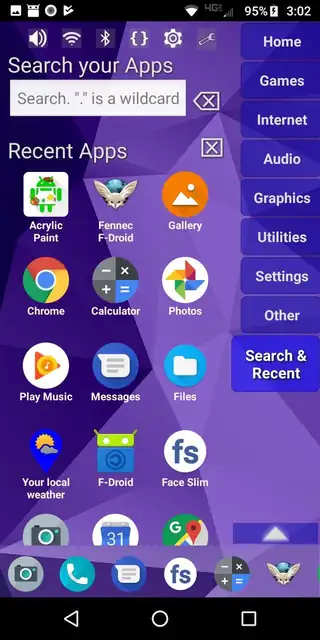 4G
95%
3:02
Home
Search your Apps
Games
Search. "." is a wildcard
Internet
Recent Apps
Audio
Acrylic
Paint
Fennec
F-Droid
Gallery
Graphics
Utilities
Settings
Chrome
Calculator
Photos
Other
Search &
Recent
Play Music
Messages
Files
Your local
weather
F-Droid
fs
Face Slim
31
G
fs